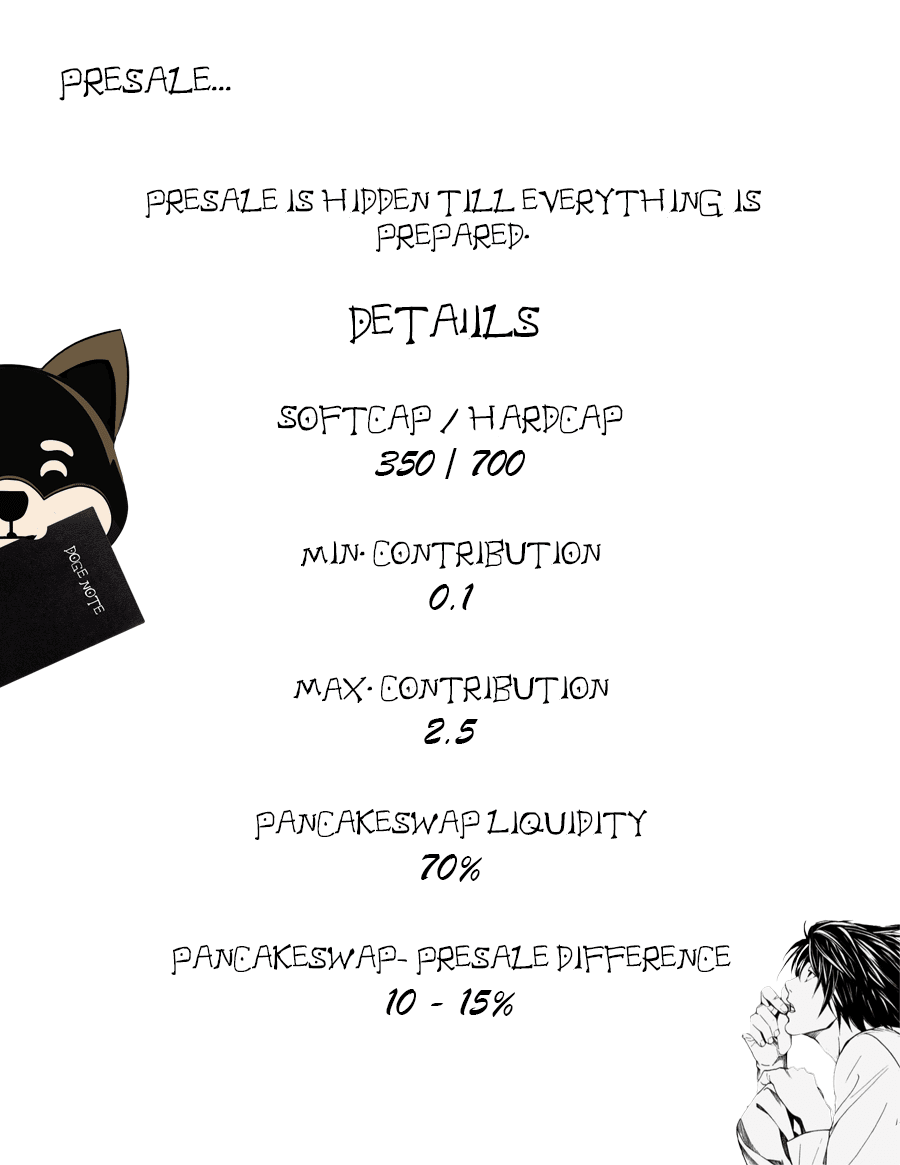 PRESALE...
PRESALE IS HIDDEN TILL EVERYTHING IS
PREPARED.
DETAIILS
SOFTCAP / HARDCAP
350 | 700
DOGE NOTE
MIN. CONTRIBUTION
0.1
MAX. CONTRIBUTION
2.5
PANCAKESWAP LIQUIDITY
70%
PANCAKESWAP- PRESALE DIFFERENCE
10 - 15%